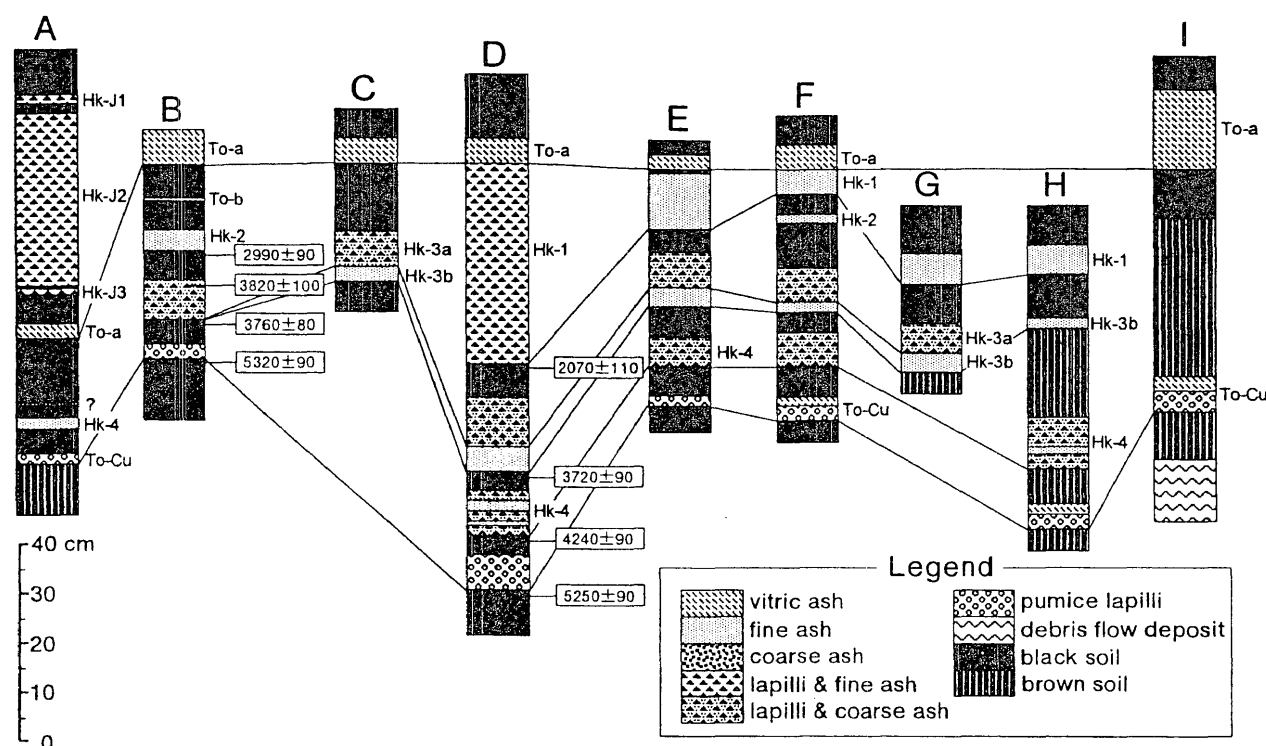 A
B
C
D
E
F
G
H
I
Hk-J1
Hk-J2
Hk-J3
To-a
?
Hk-4
To-Cu
To-a
To-b
Hk-2
2990±90
3820±100
3760±80
5320±90
Hk-3a
Hk-3b
To-a
Hk-1
2070±110
3720±90
Hk-4
4240±90
5250±90
Hk-4
To-a
Hk-1
Hk-2
To-Cu
Hk-3a
Hk-3b
Hk-1
Hk-3b
Hk-4
To-a
To-Cu
40 cm
30
20
10
0
Legend
vitric ash
fine ash
coarse ash
lapilli & fine ash
lapilli & coarse ash
pumice lapilli
debris flow deposit
black soil
brown soil